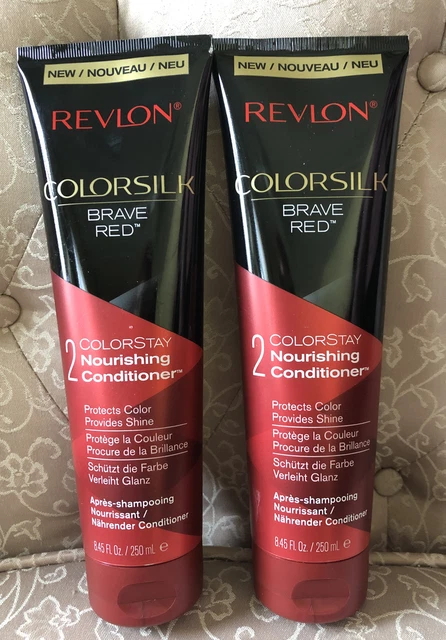 NEW / NOUVEAU / NEU
REVLON®
COLORSILK
BRAVE
RED™
2 COLORSTAY
Nourishing
Conditioner™
Protects Color
Provides Shine
Protège la Couleur
Procure de la Brillance
Schützt die Farbe
Verleiht Glanz
Après-shampooing
Nourrissant /
Nährender Conditioner
8.45 Fl. Oz. / 250 mL ℮
NEW / NOUVEAU / NEU
REVLON®
COLORSILK
BRAVE
RED™
2 COLORSTAY
Nourishing
Conditioner™
Protects Color
Provides Shine
Protège la Couleur
Procure de la Brillance
Schützt die Farbe
Verleiht Glanz
Après-shampooing
Nourrissant /
Nährender Conditioner
8.45 Fl. Oz. / 250 mL ℮